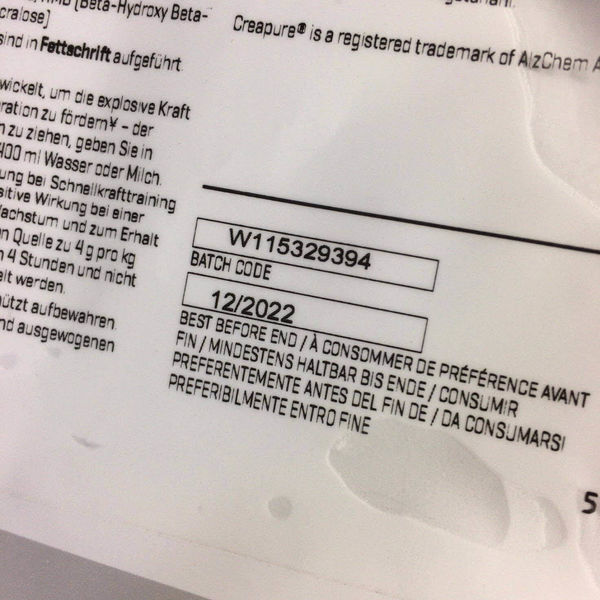 HMB (Beta-Hydroxy Beta-
cralose]
sind in Fettschrift aufgeführt
wickelt, um die explosive Kraft
ration zu fördern¥ – der
n zu ziehen, geben Sie in
400 ml Wasser oder Milch.
ung bei Schnellkrafttraining
sitive Wirkung bei einer
Wachstum und zum Erhalt
n Quelle zu 4 g pro kg
n 4 Stunden und nicht
elt werden.
nützt aufbewahren.
nd ausgewogenen
Creapure® is a registered trademark of AlzChem A
W115329394
BATCH CODE
12/2022
BEST BEFORE END / À CONSOMMER DE PRÉFÉRENCE AVANT
FIN / MINDESTENS HALTBAR BIS ENDE / CONSUMIR
PREFERENTEMENTE ANTES DEL FIN DE / DA CONSUMARSI
PREFERIBILMENTE ENTRO FINE
5